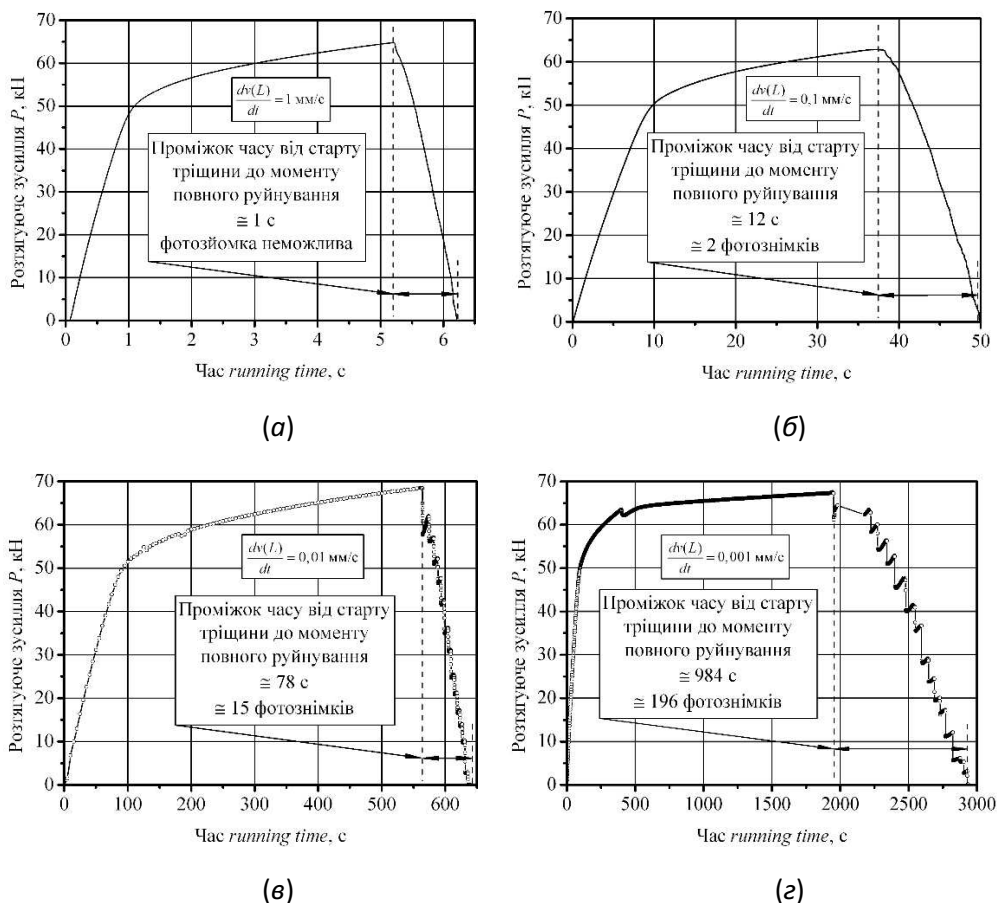 70
60
50
40
30
20
10
0
Розтягуюче зусилля P, кН
dv(L)/dt = 1 мм/с
Проміжок часу від старту
тріщини до моменту
повного руйнування
≅ 1 с
фотозйомка неможлива
0 1 2 3 4 5 6
Час running time, с
(а)
70
60
50
40
30
20
10
0
Розтягуюче зусилля P, кН
dv(L)/dt = 0,1 мм/с
Проміжок часу від старту
тріщини до моменту
повного руйнування
≅ 12 с
≅ 2 фотознімків
0 10 20 30 40 50
Час running time, с
(б)
70
60
50
40
30
20
10
0
Розтягуюче зусилля P, кН
dv(L)/dt = 0,01 мм/с
Проміжок часу від старту
тріщини до моменту
повного руйнування
≅ 78 с
≅ 15 фотознімків
0 100 200 300 400 500 600
Час running time, с
(в)
70
60
50
40
30
20
10
0
Розтягуюче зусилля P, кН
dv(L)/dt = 0,001 мм/с
Проміжок часу від старту
тріщини до моменту
повного руйнування
≅ 984 с
≅ 196 фотознімків
0 500 1000 1500 2000 2500 3000
Час running time, с
(г)